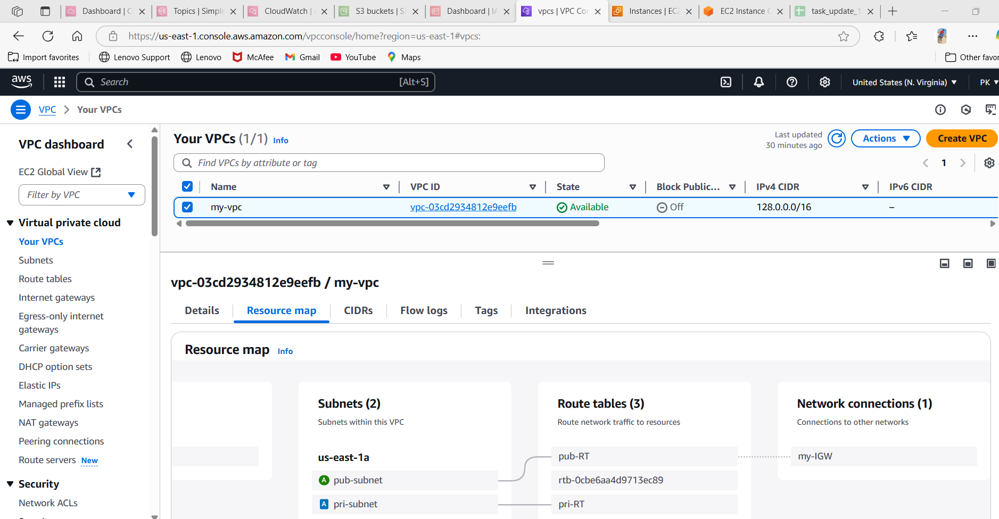 Dashboard | C
Topics | Simple
CloudWatch |
S3 buckets | S3
Dashboard | IA
vpcs | VPC Con
Instances | EC2
EC2 Instance C
task_update_1
https://us-east-1.console.aws.amazon.com/vpcconsole/home?region=us-east-1#vpcs:
Import favorites
Lenovo Support
Lenovo
McAfee
Gmail
YouTube
Maps
Other favor
aws
Search
[Alt+S]
United States (N. Virginia)
PK
VPC
Your VPCs
VPC dashboard
EC2 Global View
Filter by VPC
Virtual private cloud
Your VPCs
Subnets
Route tables
Internet gateways
Egress-only internet
gateways
Carrier gateways
DHCP option sets
Elastic IPs
Managed prefix lists
NAT gateways
Peering connections
Route servers New
Security
Network ACLs
Your VPCs (1/1) Info
Last updated
30 minutes ago
Actions
Create VPC
Find VPCs by attribute or tag
1
Name
VPC ID
State
Block Public...
IPv4 CIDR
IPv6 CIDR
my-vpc
vpc-03cd2934812e9eefb
Available
Off
128.0.0.0/16
–
vpc-03cd2934812e9eefb / my-vpc
Details
Resource map
CIDRs
Flow logs
Tags
Integrations
Resource map Info
Subnets (2)
Subnets within this VPC
us-east-1a
A pub-subnet
A pri-subnet
Route tables (3)
Route network traffic to resources
pub-RT
rtb-0cbe6aa4d9713ec89
pri-RT
Network connections (1)
Connections to other networks
my-IGW